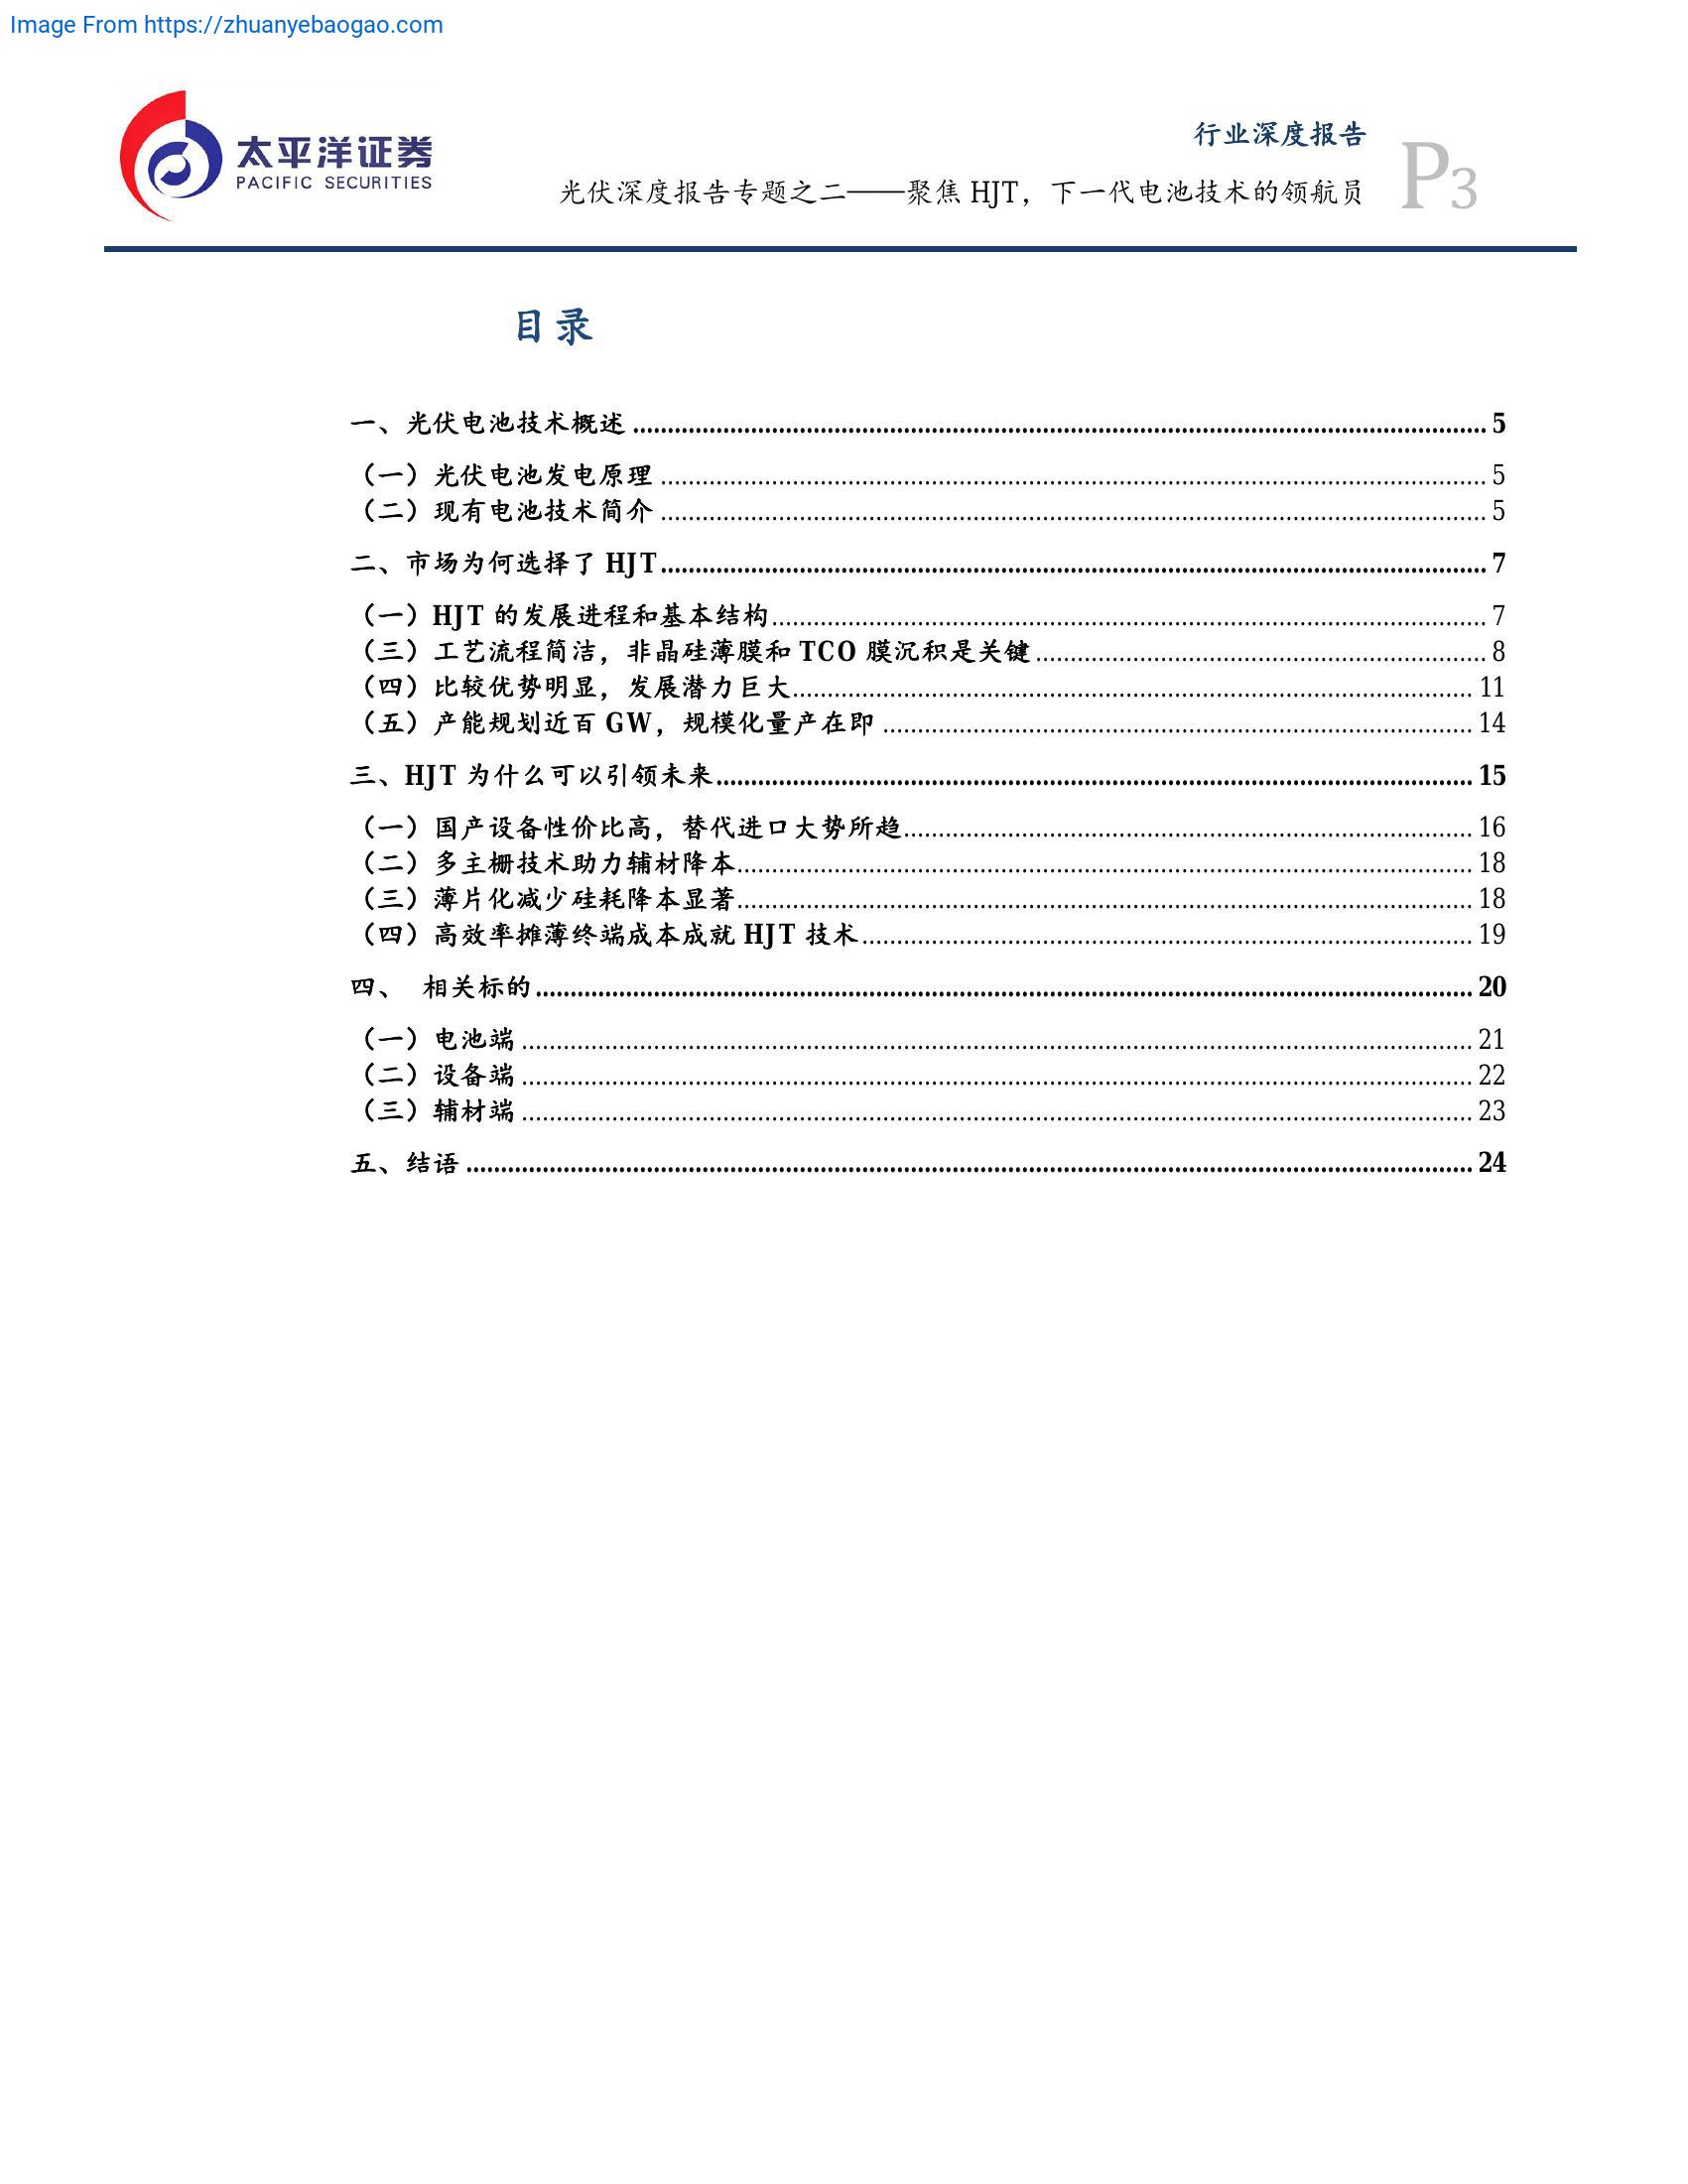 Image From https://zhuanyebaogao.com
太平洋证券
PACIFIC SECURITIES
行业深度报告
光伏深度报告专题之二——聚焦 HJT，下一代电池技术的领航员
P3
目录
一、光伏电池技术概述 5
（一）光伏电池发电原理 5
（二）现有电池技术简介 5
二、市场为何选择了 HJT 7
（一）HJT 的发展进程和基本结构 7
（三）工艺流程简洁，非晶硅薄膜和 TCO 膜沉积是关键 8
（四）比较优势明显，发展潜力巨大 11
（五）产能规划近百 GW，规模化量产在即 14
三、HJT 为什么可以引领未来 15
（一）国产设备性价比高，替代进口大势所趋 16
（二）多主栅技术助力辅材降本 18
（三）薄片化减少硅耗降本显著 18
（四）高效率摊薄终端成本成就 HJT 技术 19
四、 相关标的 20
（一）电池端 21
（二）设备端 22
（三）辅材端 23
五、结语 24